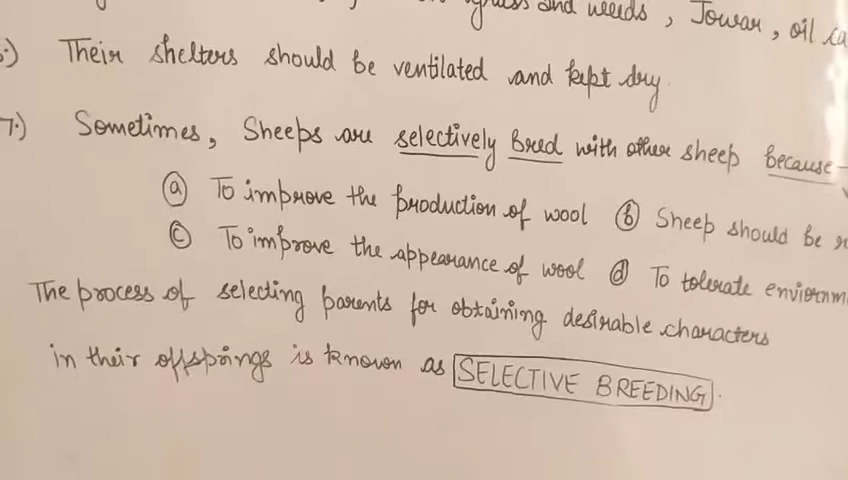 grass and weeds, Jowar, oil
6.) Their shelters should be ventilated and kept dry.
7.) Sometimes, Sheeps are selectively Bred with other sheep because -
(a) To improve the production of wool (b) Sheep should be
(c) To improve the appearance of wool (d) To tolerate
The process of selecting parents for obtaining desirable characters
in their offsprings is known as SELECTIVE BREEDING.